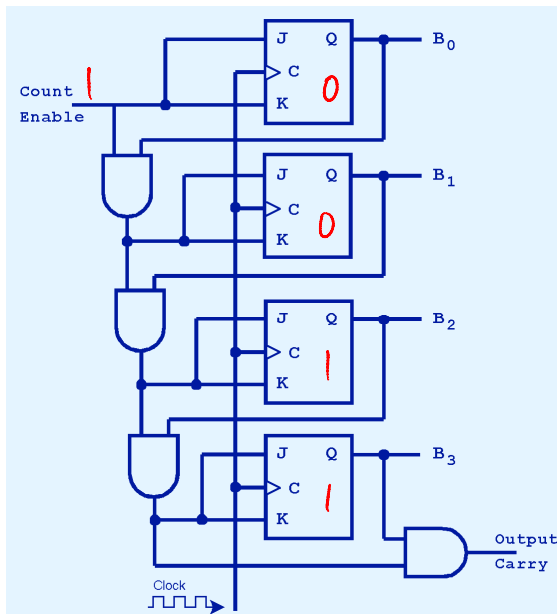 J Q B0
1
Count
C
Enable
K
0
J Q B1
C
K
0
J Q B2
C
K
1
J Q B3
C
K
1
Output
Carry
Clock